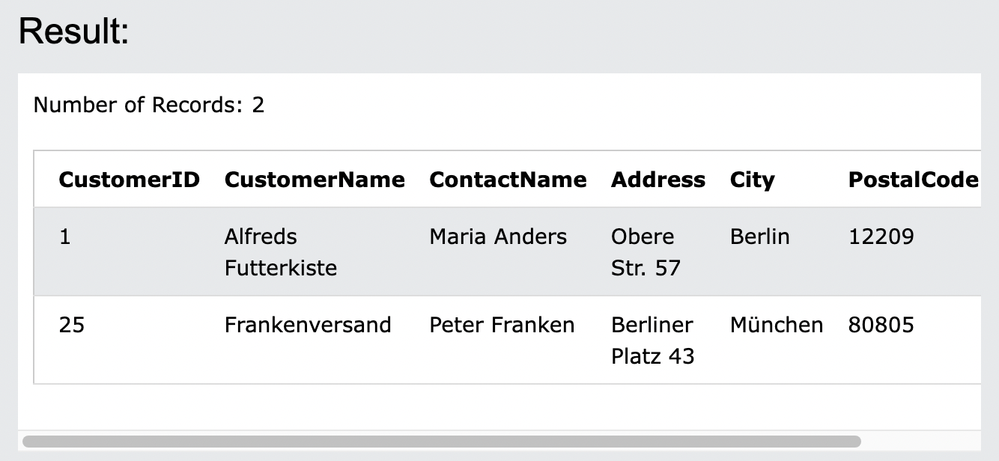 Result:
Number of Records: 2
CustomerID CustomerName ContactName Address City PostalCode
1 Alfreds Futterkiste Maria Anders Obere Str. 57 Berlin 12209
25 Frankenversand Peter Franken Berliner Platz 43 München 80805